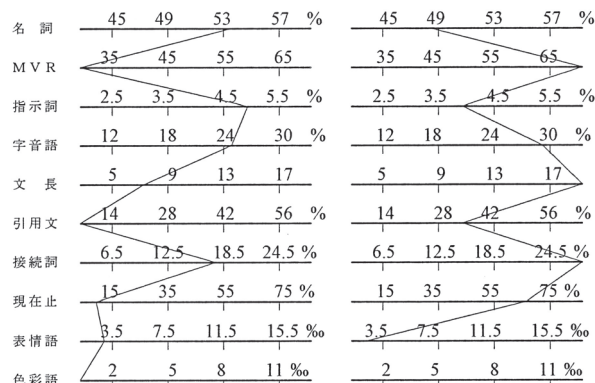 45 49 53 57 % 45 49 53 57 %
名詞
35 45 55 65 35 45 55 65
MVR
2.5 3.5 4.5 5.5 % 2.5 3.5 4.5 5.5 %
指示詞
12 18 24 30 % 12 18 24 30 %
字音語
5 9 13 17 5 9 13 17
文長
14 28 42 56 % 14 28 42 56 %
引用文
6.5 12.5 18.5 24.5 % 6.5 12.5 18.5 24.5 %
接続詞
15 35 55 75 % 15 35 55 75 %
現在止
3.5 7.5 11.5 15.5 ‰ 3.5 7.5 11.5 15.5 ‰
表情語
2 5 8 11 ‰ 2 5 8 11 ‰
色彩語